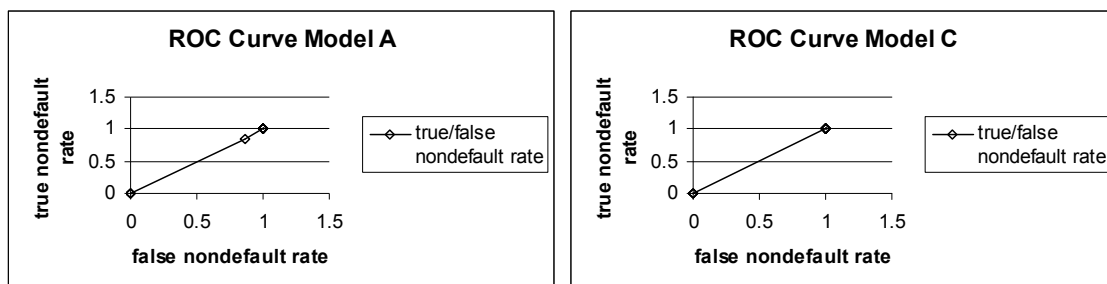 ROC Curve Model A
true nondefault
rate
1.5
1
0.5
0
0
0.5
1
1.5
false nondefault rate
true/false
nondefault rate
ROC Curve Model C
true nondefault
rate
1.5
1
0.5
0
0
0.5
1
1.5
false nondefault rate
true/false
nondefault rate